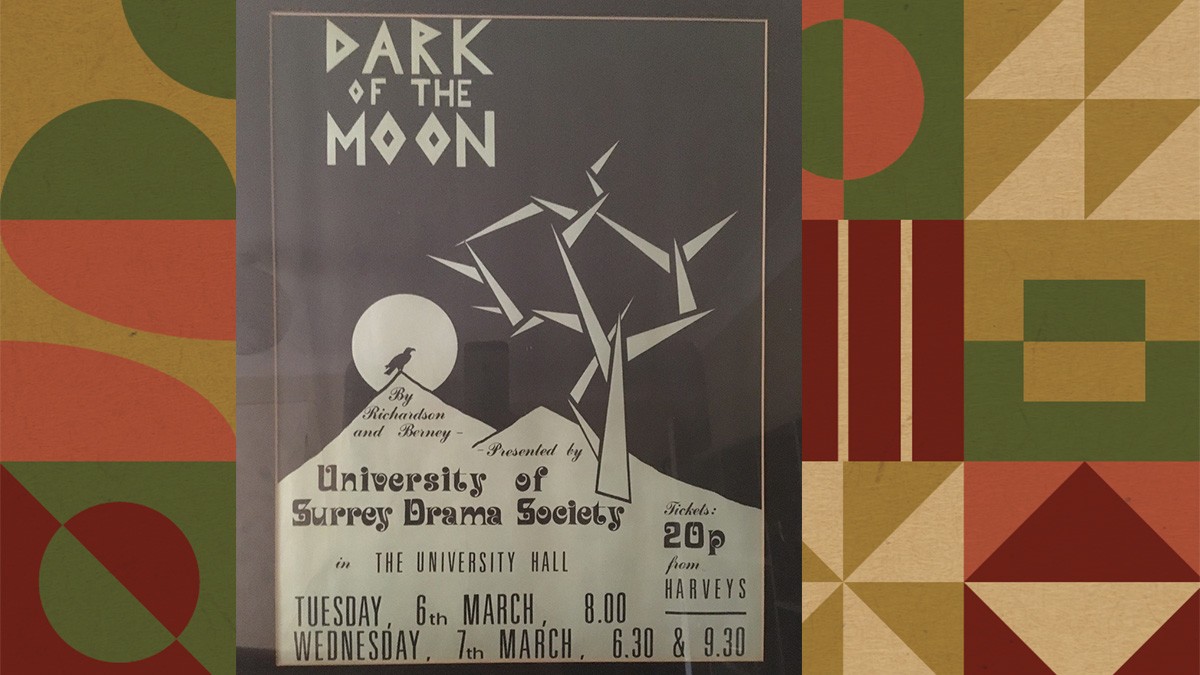 DARK
OF THE
MOON
By
Richardson
and Berney -
- Presented by
University of
Surrey Drama Society
in THE UNIVERSITY HALL
Tickets:
20p
from
HARVEYS
TUESDAY, 6th MARCH, 8.00
WEDNESDAY, 7th MARCH, 6.30 & 9.30